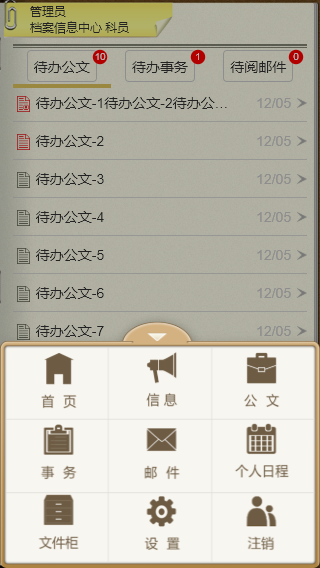 管理员
档案信息中心 科员
待办公文 10 待办事务 1 待阅邮件 0
待办公文-1待办公文-2待办公... 12/05
待办公文-2 12/05
待办公文-3 12/05
待办公文-4 12/05
待办公文-5 12/05
待办公文-6 12/05
待办公文-7 12/05
首 页 信 息 公 文
事 务 邮 件 个人日程
文件柜 设 置 注销